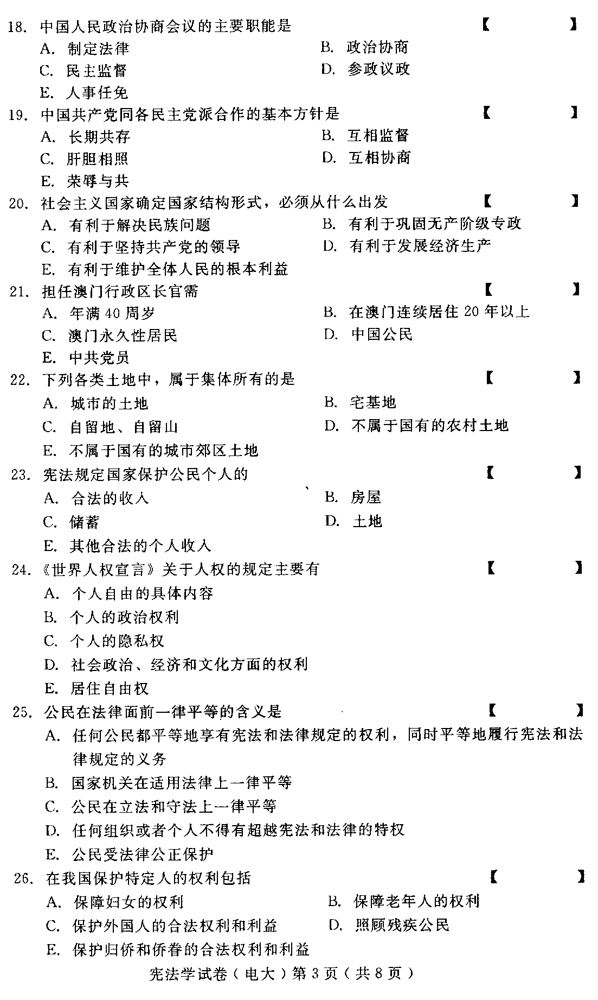 18. 中国人民政治协商会议的主要职能是 【 】
A. 制定法律 B. 政治协商
C. 民主监督 D. 参政议政
E. 人事任免
19. 中国共产党同各民主党派合作的基本方针是 【 】
A. 长期共存 B. 互相监督
C. 肝胆相照 D. 互相协商
E. 荣辱与共
20. 社会主义国家确定国家结构形式，必须从什么出发 【 】
A. 有利于解决民族问题 B. 有利于巩固无产阶级专政
C. 有利于坚持共产党的领导 D. 有利于发展经济生产
E. 有利于维护全体人民的根本利益
21. 担任澳门行政区长官需 【 】
A. 年满 40 周岁 B. 在澳门连续居住 20 年以上
C. 澳门永久性居民 D. 中国公民
E. 中共党员
22. 下列各类土地中，属于集体所有的是 【 】
A. 城市的土地 B. 宅基地
C. 自留地、自留山 D. 不属于国有的农村土地
E. 不属于国有的城市郊区土地
23. 宪法规定国家保护公民个人的 【 】
A. 合法的收入 B. 房屋
C. 储蓄 D. 土地
E. 其他合法的个人收入
24.《世界人权宣言》关于人权的规定主要有 【 】
A. 个人自由的具体内容
B. 个人的政治权利
C. 个人的隐私权
D. 社会政治、经济和文化方面的权利
E. 居住自由权
25. 公民在法律面前一律平等的含义是 【 】
A. 任何公民都平等地享有宪法和法律规定的权利，同时平等地履行宪法和法
律规定的义务
B. 国家机关在适用法律上一律平等
C. 公民在立法和守法上一律平等
D. 任何组织或者个人不得有超越宪法和法律的特权
E. 公民受法律公正保护
26. 在我国保护特定人的权利包括 【 】
A. 保障妇女的权利 B. 保障老年人的权利
C. 保护外国人的合法权利和利益 D. 照顾残疾公民
E. 保护归侨和侨眷的合法权利和利益
宪法学试卷（电大）第 3 页（共 8 页）